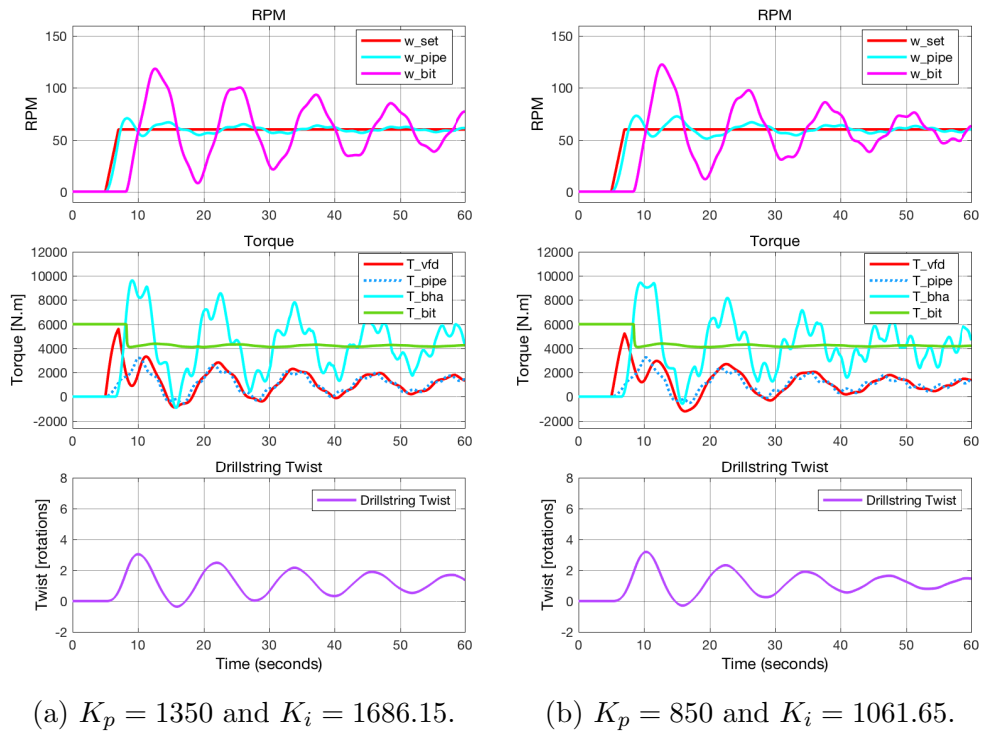 RPM
150
100
50
0
RPM
w_set
w_pipe
w_bit
0 10 20 30 40 50 60
Torque
12000
10000
8000
6000
4000
2000
0
-2000
Torque [N.m]
T_vfd
T_pipe
T_bha
T_bit
0 10 20 30 40 50 60
Drillstring Twist
8
6
4
2
0
-2
Twist [rotations]
Drillstring Twist
0 10 20 30 40 50 60
Time (seconds)
(a) K_p = 1350 and K_i = 1686.15.
RPM
150
100
50
0
RPM
w_set
w_pipe
w_bit
0 10 20 30 40 50 60
Torque
12000
10000
8000
6000
4000
2000
0
-2000
Torque [N.m]
T_vfd
T_pipe
T_bha
T_bit
0 10 20 30 40 50 60
Drillstring Twist
8
6
4
2
0
-2
Twist [rotations]
Drillstring Twist
0 10 20 30 40 50 60
Time (seconds)
(b) K_p = 850 and K_i = 1061.65.